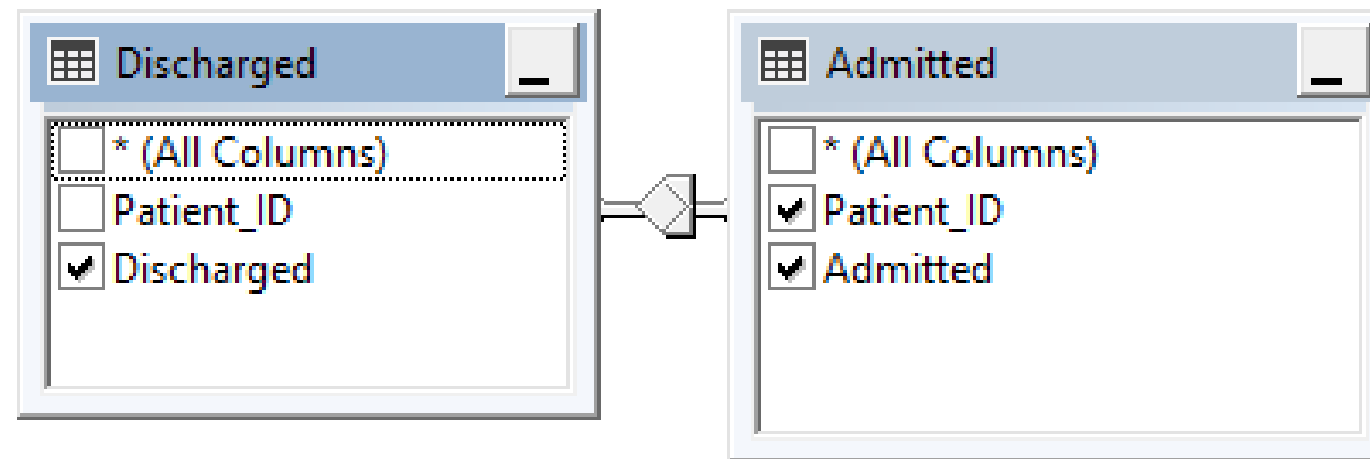 Discharged
* (All Columns)
Patient_ID
Discharged
Admitted
* (All Columns)
Patient_ID
Admitted